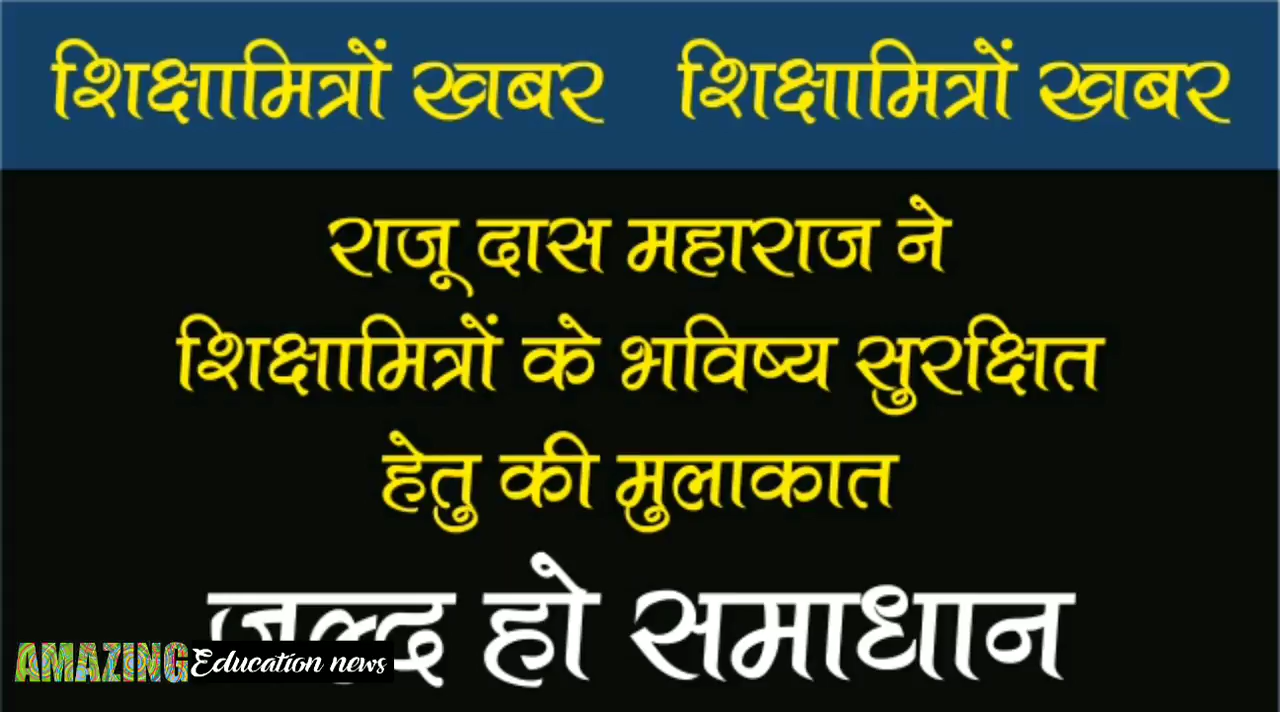 शिक्षामित्रों खबर शिक्षामित्रों खबर
राजू दास महाराज ने
शिक्षामित्रों के भविष्य सुरक्षित
हेतु की मुलाकात
जल्द हो समाधान
AMAZING Education news